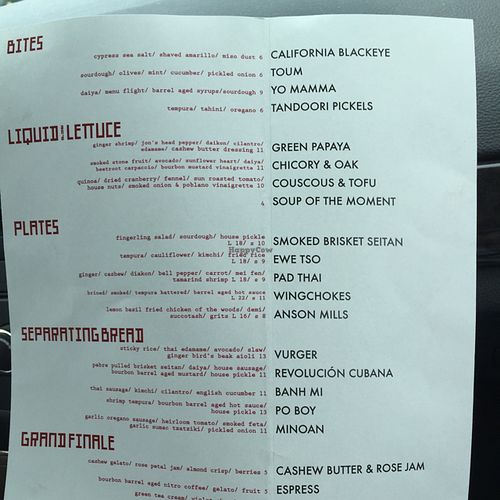 BITES
cypress sea salt/ shaved amarillo/ miso dust 6 CALIFORNIA BLACKEYE
sourdough/ olives/ mint/ cucumber/ pickled onion 6 TOUM
daiya/ menu flight/ barrel aged syrups/sourdough 9 YO MAMMA
tempura/ tahini/ oregano 6 TANDOORI PICKELS
LIQUID AND LETTUCE
ginger shrimp/ jon's head pepper/ daikon/ cilantro/
edamame/ cashew butter dressing 11 GREEN PAPAYA
smoked stone fruit/ avocado/ sunflower heart/ daiya/
beetroot carpaccio/ bourbon mustard vinaigrette 11 CHICORY & OAK
quinoa/ dried cranberry/ fennel/ sun roasted tomato/
house nuts/ smoked onion & poblano vinaigrette 10 COUSCOUS & TOFU
4 SOUP OF THE MOMENT
PLATES
fingerling salad/ sourdough/ house pickle
L 18/ s 10 SMOKED BRISKET SEITAN
HappyCow
tempura/ cauliflower/ kimchi/ fried rice
L 18/ s 9 EWE TSO
ginger/ cashew/ diakon/ bell pepper/ carrot/ mei fen/
tamarind shrimp L 18/ s 9 PAD THAI
brined/ smoked/ tempura battered/ barrel aged hot sauce
L 22/ s 11 WINGCHOKES
lemon basil fried chicken of the woods/ demi/
succotash/ grits L 16/ s 8 ANSON MILLS
SEPARATING BREAD
sticky rice/ thai edamame/ avocado/ slaw/
ginger bird's beak aioli 13 VURGER
pabre pulled brisket seitan/ daiya/ house sausage/
bourbon barrel aged mustard/ house pickle 11 REVOLUCIÓN CUBANA
thai sausage/ kimchi/ cilantro/ english cucumber 11 BANH MI
shrimp tempura/ bourbon barrel aged hot sauce/
house pickle 13 PO BOY
garlic oregano sausage/ heirloom tomato/ smoked feta/
garlic sumac tzatziki/ pickled onion 11 MINOAN
GRAND FINALE
cashew gelato/ rose petal jam/ almond crisp/ berries 5 CASHEW BUTTER & ROSE JAM
bourbon barrel aged nitro coffee/ gelato/ fruit 5 ESPRESS
green tea cream/